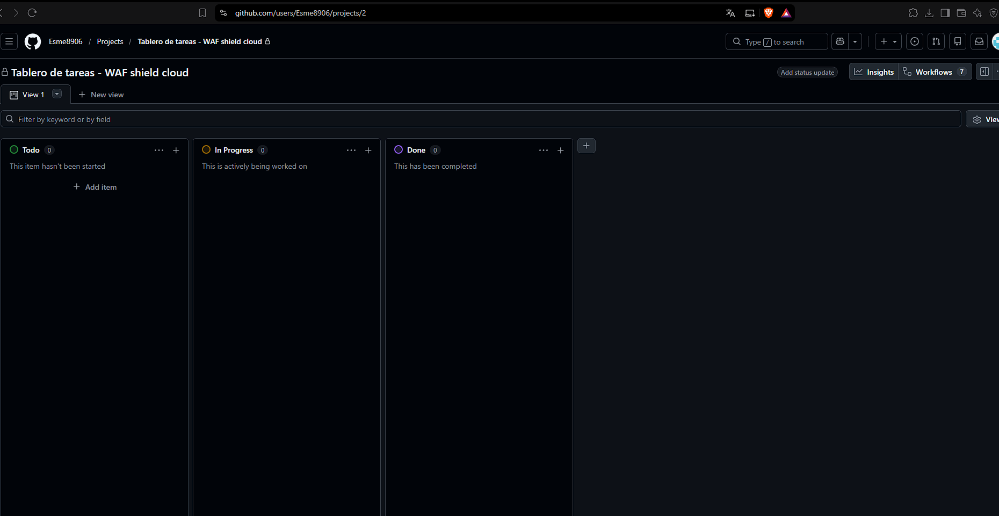 github.com/users/Esme8906/projects/2
Esme8906 / Projects / Tablero de tareas - WAF shield cloud
Type / to search
Tablero de tareas - WAF shield cloud
Add status update
Insights
Workflows 7
View 1
New view
Filter by keyword or by field
View
Todo 0
This item hasn't been started
Add item
In Progress 0
This is actively being worked on
Done 0
This has been completed